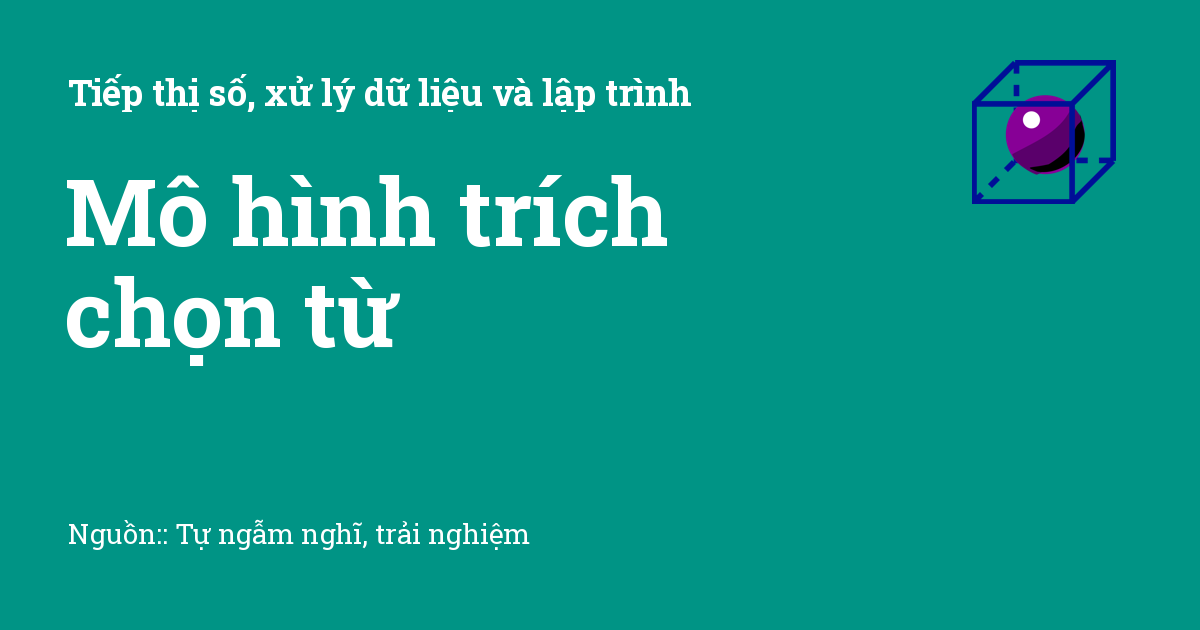 Tiếp thị số, xử lý dữ liệu và lập trình
Mô hình trích
chọn từ
Nguồn:: Tự ngẫm nghĩ, trải nghiệm